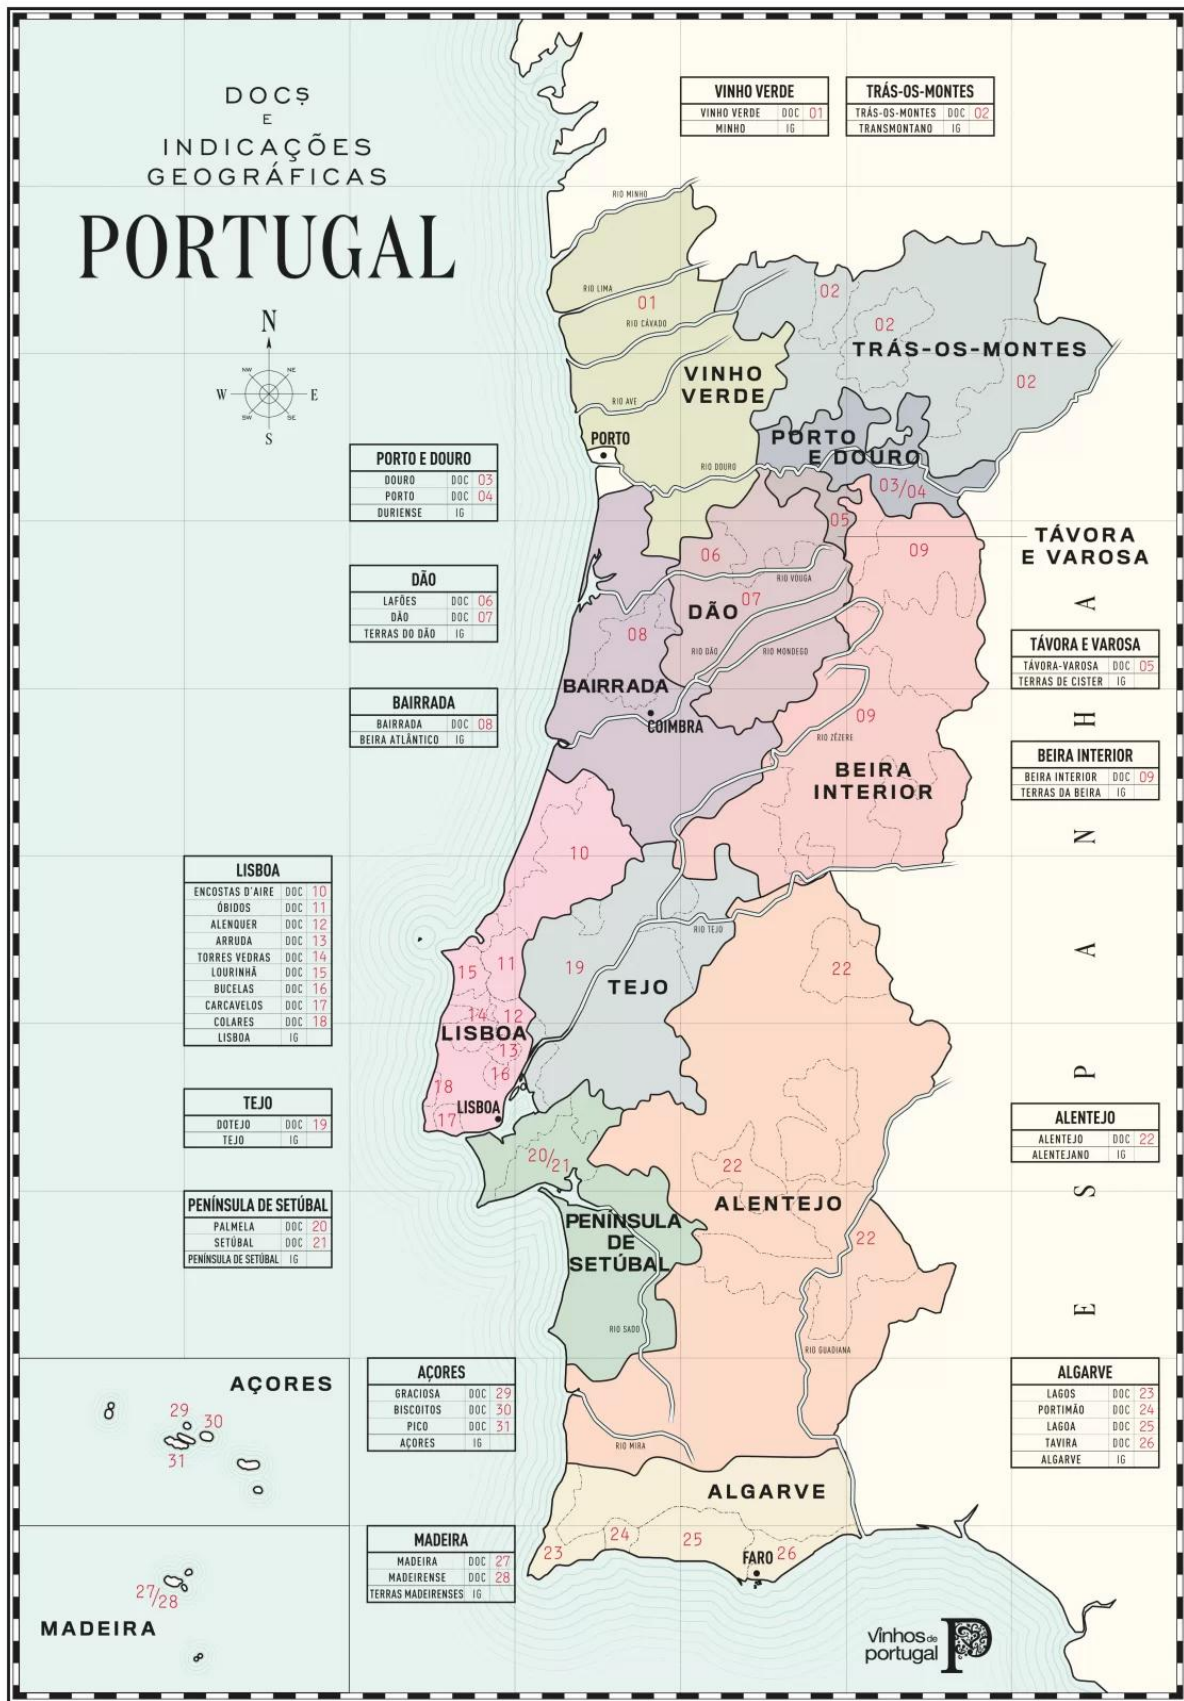 DOCs
E
INDICAÇÕES
GEOGRÁFICAS
PORTUGAL
N
NW NE
W E
SW SE
S
VINHO VERDE
VINHO VERDE DOC 01
MINHO IG
TRÁS-OS-MONTES
TRÁS-OS-MONTES DOC 02
TRANSMONTANO IG
RIO MINHO
RIO LIMA
01
RIO CÁVADO
02
02
TRÁS-OS-MONTES
02
VINHO
VERDE
RIO AVE
PORTO
PORTO
E DOURO
RIO DOURO
03/04
PORTO E DOURO
DOURO DOC 03
PORTO DOC 04
DURIENSE IG
05
TÁVORA
E VAROSA
06
09
RIO VOUGA
DÃO
LAFÕES DOC 06
DÃO DOC 07
TERRAS DO DÃO IG
07
DÃO
08
RIO DÃO
RIO MONDEGO
TÁVORA E VAROSA
TÁVORA-VAROSA DOC 05
TERRAS DE CISTER IG
BAIRRADA
BAIRRADA
BAIRRADA DOC 08
BEIRA ATLÂNTICO IG
COIMBRA
09
RIO ZÊZERE
BEIRA
INTERIOR
BEIRA INTERIOR
BEIRA INTERIOR DOC 09
TERRAS DA BEIRA IG
10
LISBOA
ENCOSTAS D'AIRE DOC 10
ÓBIDOS DOC 11
ALENQUER DOC 12
ARRUDA DOC 13
TORRES VEDRAS DOC 14
LOURINHÃ DOC 15
BUCELAS DOC 16
CARCAVELOS DOC 17
COLARES DOC 18
LISBOA IG
RIO TEJO
15
11
19
TEJO
22
14
12
LISBOA
13
16
18
LISBOA
17
TEJO
DOTEJO DOC 19
TEJO IG
ALENTEJO
ALENTEJO DOC 22
ALENTEJANO IG
20/21
22
ALENTEJO
22
PENÍNSULA DE SETÚBAL
PALMELA DOC 20
SETÚBAL DOC 21
PENÍNSULA DE SETÚBAL IG
PENÍNSULA
DE
SETÚBAL
RIO SADO
RIO GUADIANA
ESPANHA
AÇORES
29
30
31
AÇORES
GRACIOSA DOC 29
BISCOITOS DOC 30
PICO DOC 31
AÇORES IG
RIO MIRA
ALGARVE
LAGOS DOC 23
PORTIMÃO DOC 24
LAGOA DOC 25
TAVIRA DOC 26
ALGARVE IG
ALGARVE
23
24
25
FARO
26
MADEIRA
MADEIRA DOC 27
MADEIRENSE DOC 28
TERRAS MADEIRENSES IG
27/28
MADEIRA
vinhos de
portugal P